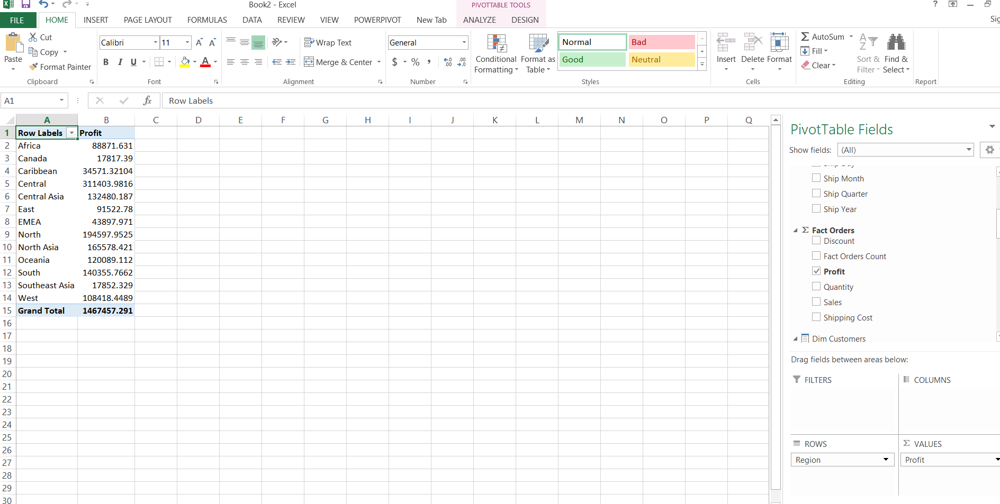 Book2 - Excel
PIVOTTABLE TOOLS
?
FILE HOME INSERT PAGE LAYOUT FORMULAS DATA REVIEW VIEW POWERPIVOT New Tab ANALYZE DESIGN
Paste
Cut
Copy
Format Painter
Clipboard
Calibri 11
B I U
Font
Wrap Text
Merge & Center
Alignment
General
$ % ,
Number
Conditional Formatting
Format as Table
Normal Bad
Good Neutral
Styles
Insert Delete Format
Cells
AutoSum
Fill
Clear
Sort & Filter
Find & Select
Editing
Report
A1
fx
Row Labels
A B C D E F G H I J K L M N O P Q
1 Row Labels Profit
2 Africa 88871.631
3 Canada 17817.39
4 Caribbean 34571.32104
5 Central 311403.9816
6 Central Asia 132480.187
7 East 91522.78
8 EMEA 43897.971
9 North 194597.9525
10 North Asia 165578.421
11 Oceania 120089.112
12 South 140355.7662
13 Southeast Asia 17852.329
14 West 108418.4489
15 Grand Total 1467457.291
16
17
18
19
20
21
22
23
24
25
26
27
28
29
30
PivotTable Fields
Show fields: (All)
Ship Month
Ship Quarter
Ship Year
Σ Fact Orders
Discount
Fact Orders Count
Profit
Quantity
Sales
Shipping Cost
Dim Customers
Drag fields between areas below:
FILTERS
COLUMNS
ROWS
Region
Σ VALUES
Profit